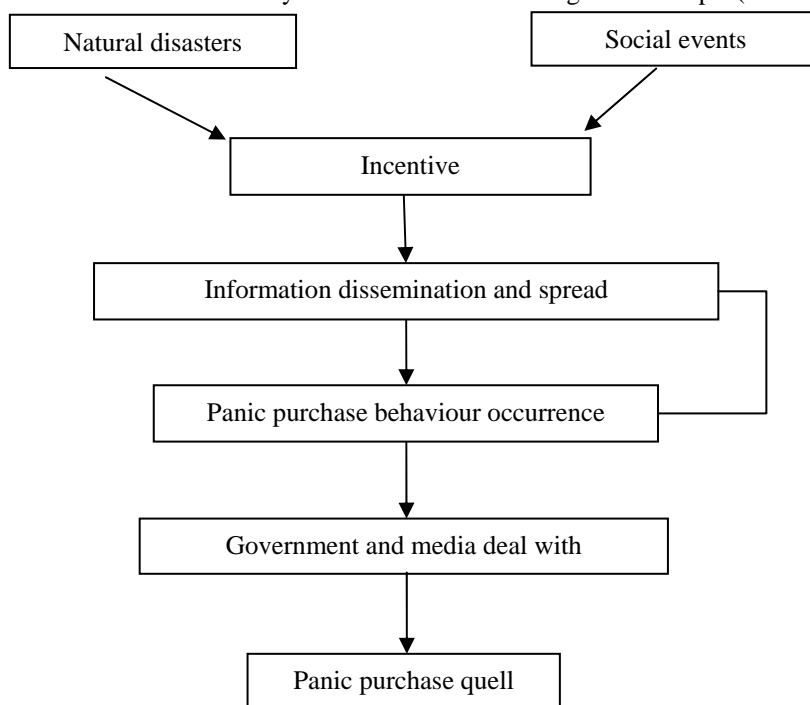 Natural disasters
Social events
Incentive
Information dissemination and spread
Panic purchase behaviour occurrence
Government and media deal with
Panic purchase quell